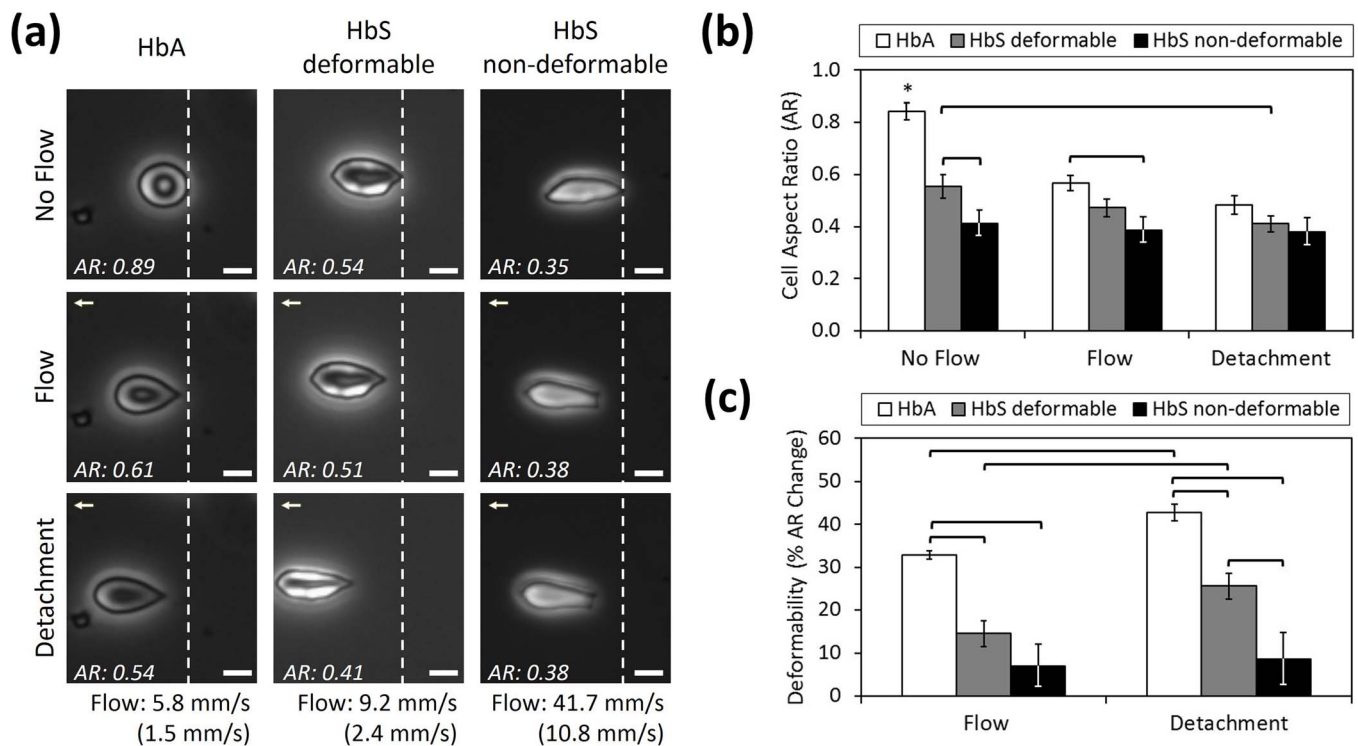 (a)
HbA
HbS
deformable
HbS
non-deformable
No Flow
AR: 0.89
AR: 0.54
AR: 0.35
Flow
AR: 0.61
AR: 0.51
AR: 0.38
Detachment
AR: 0.54
AR: 0.41
AR: 0.38
Flow: 5.8 mm/s
(1.5 mm/s)
Flow: 9.2 mm/s
(2.4 mm/s)
Flow: 41.7 mm/s
(10.8 mm/s)
(b)
HbA HbS deformable HbS non-deformable
Cell Aspect Ratio (AR)
1.0
0.8
0.6
0.4
0.2
0.0
*
No Flow Flow Detachment
(c)
HbA HbS deformable HbS non-deformable
Deformability (% AR Change)
60
50
40
30
20
10
0
Flow Detachment